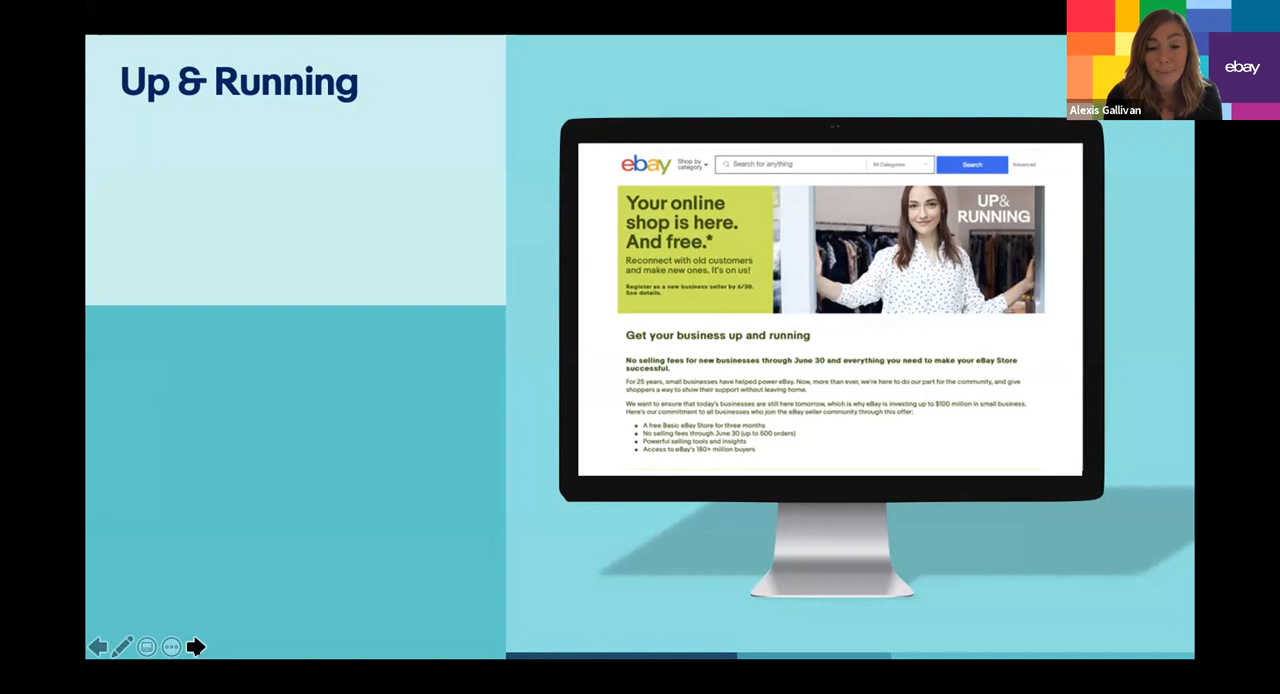 Up & Running
ebay
Alexis Gallivan
ebay
Shop by
category
Search for anything
All Categories
Search
Advanced
Your online
shop is here.
And free.*
Reconnect with old customers
and make new ones. It's on us!
Register as a new business seller by 6/30.
See details.
UP&
RUNNING
Get your business up and running
No selling fees for new businesses through June 30 and everything you need to make your eBay Store
successful.
For 25 years, small businesses have helped power eBay. Now, more than ever, we're here to do our part for the community, and give
shoppers a way to show their support without leaving home.
We want to ensure that today's businesses are still here tomorrow, which is why eBay is investing up to $100 million in small business.
Here's our commitment to all businesses who join the eBay seller community through this offer:
• A free Basic eBay Store for three months
• No selling fees through June 30 (up to 500 orders)
• Powerful selling tools and insights
• Access to eBay's 180+ million buyers